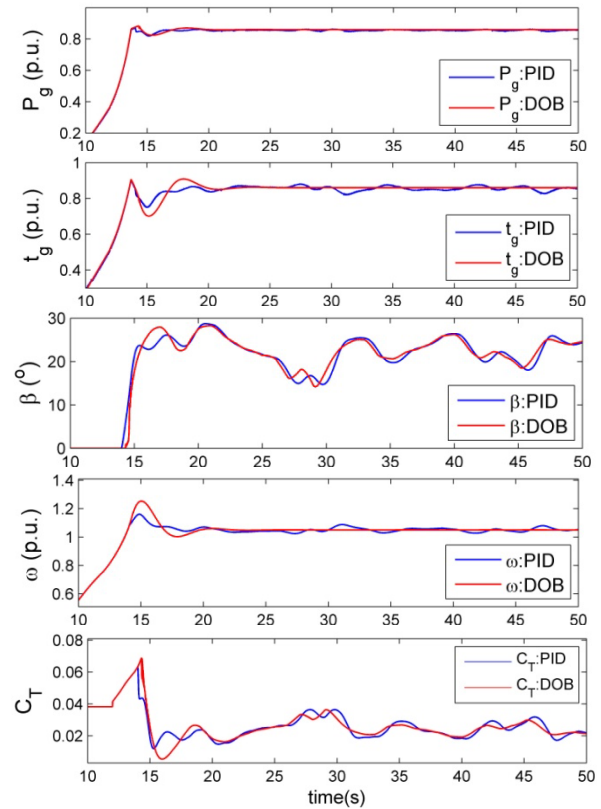 P_g (p.u.)
0.8
0.6
0.4
0.2
P_g:PID
P_g:DOB
10 15 20 25 30 35 40 45 50
t_g (p.u.)
1
0.8
0.6
0.4
t_g:PID
t_g:DOB
10 15 20 25 30 35 40 45 50
β (°)
30
20
10
0
β:PID
β:DOB
10 15 20 25 30 35 40 45 50
ω (p.u.)
1.4
1.2
1
0.8
0.6
ω:PID
ω:DOB
10 15 20 25 30 35 40 45 50
C_T
0.08
0.06
0.04
0.02
C_T:PID
C_T:DOB
10 15 20 25 30 35 40 45 50
time(s)